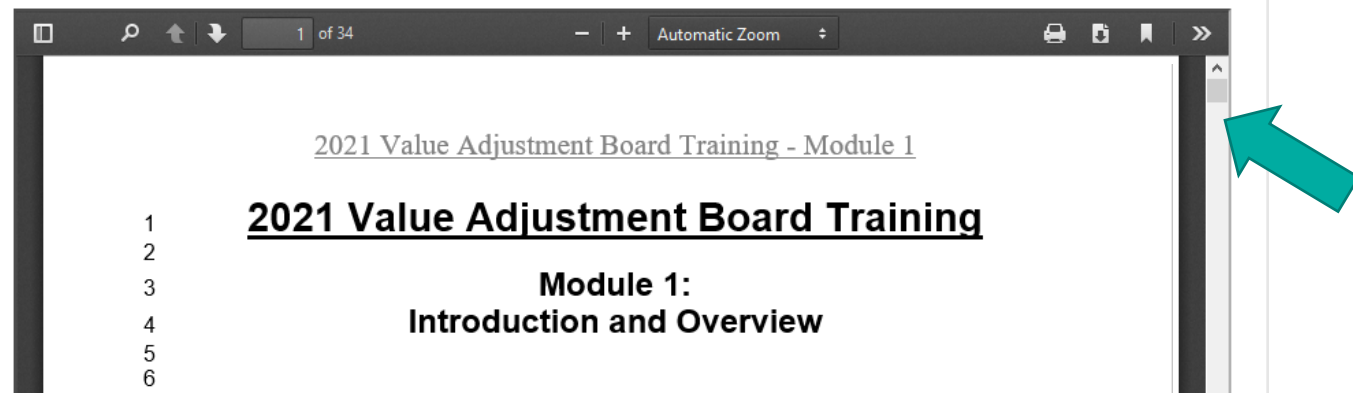 1 of 34 Automatic Zoom
2021 Value Adjustment Board Training - Module 1
1 2021 Value Adjustment Board Training
2
3 Module 1:
4 Introduction and Overview
5
6